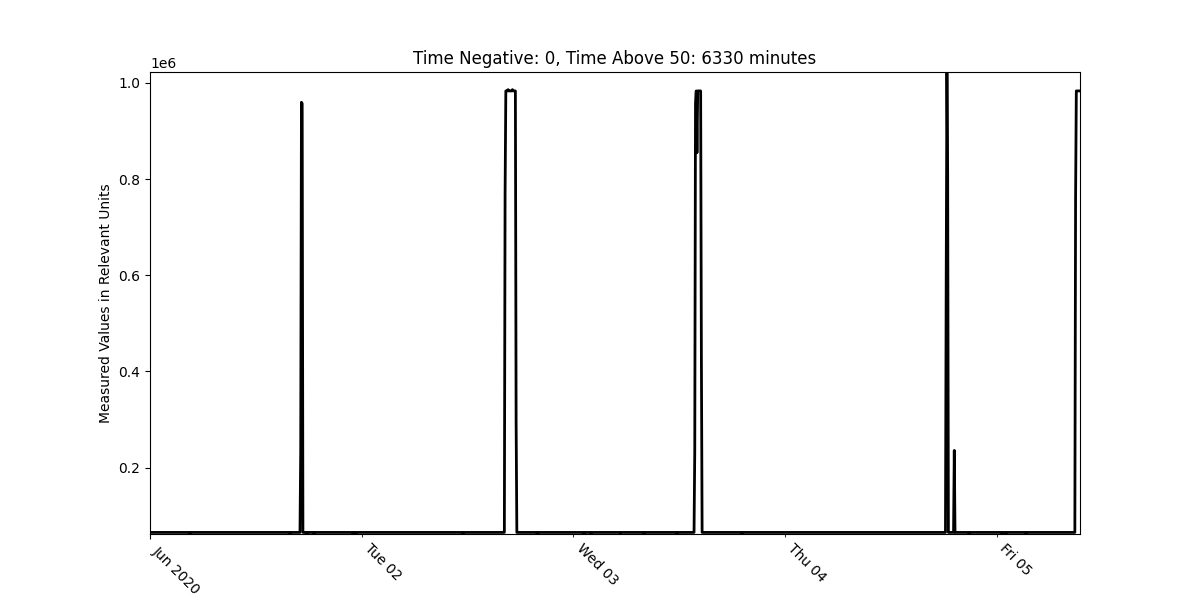 Time Negative: 0, Time Above 50: 6330 minutes
1e6
1.0
0.8
0.6
0.4
0.2
Measured Values in Relevant Units
Jun 2020
Tue 02
Wed 03
Thu 04
Fri 05